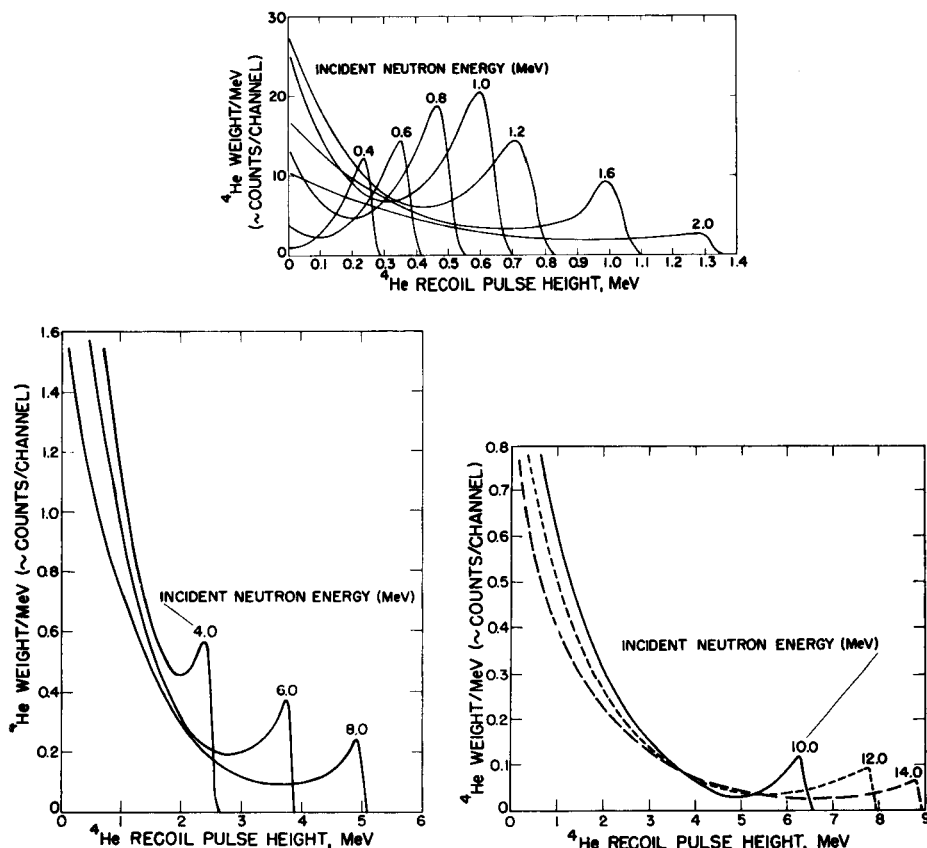 ⁴He WEIGHT/MeV
(~COUNTS/CHANNEL)
30
20
10
0
INCIDENT NEUTRON ENERGY (MeV)
0.4
0.6
0.8
1.0
1.2
1.6
2.0
0 0.1 0.2 0.3 0.4 0.5 0.6 0.7 0.8 0.9 1.0 1.1 1.2 1.3 1.4
⁴He RECOIL PULSE HEIGHT, MeV
⁴He WEIGHT/MeV (~COUNTS/CHANNEL)
1.6
1.4
1.2
1.0
0.8
0.6
0.4
0.2
0
INCIDENT NEUTRON ENERGY (MeV)
4.0
6.0
8.0
0 1 2 3 4 5 6
⁴He RECOIL PULSE HEIGHT, MeV
⁴He WEIGHT/MeV (~COUNTS/CHANNEL)
0.8
0.7
0.6
0.5
0.4
0.3
0.2
0.1
0
INCIDENT NEUTRON ENERGY (MeV)
10.0
12.0
14.0
0 1 2 3 4 5 6 7 8 9
⁴He RECOIL PULSE HEIGHT, MeV